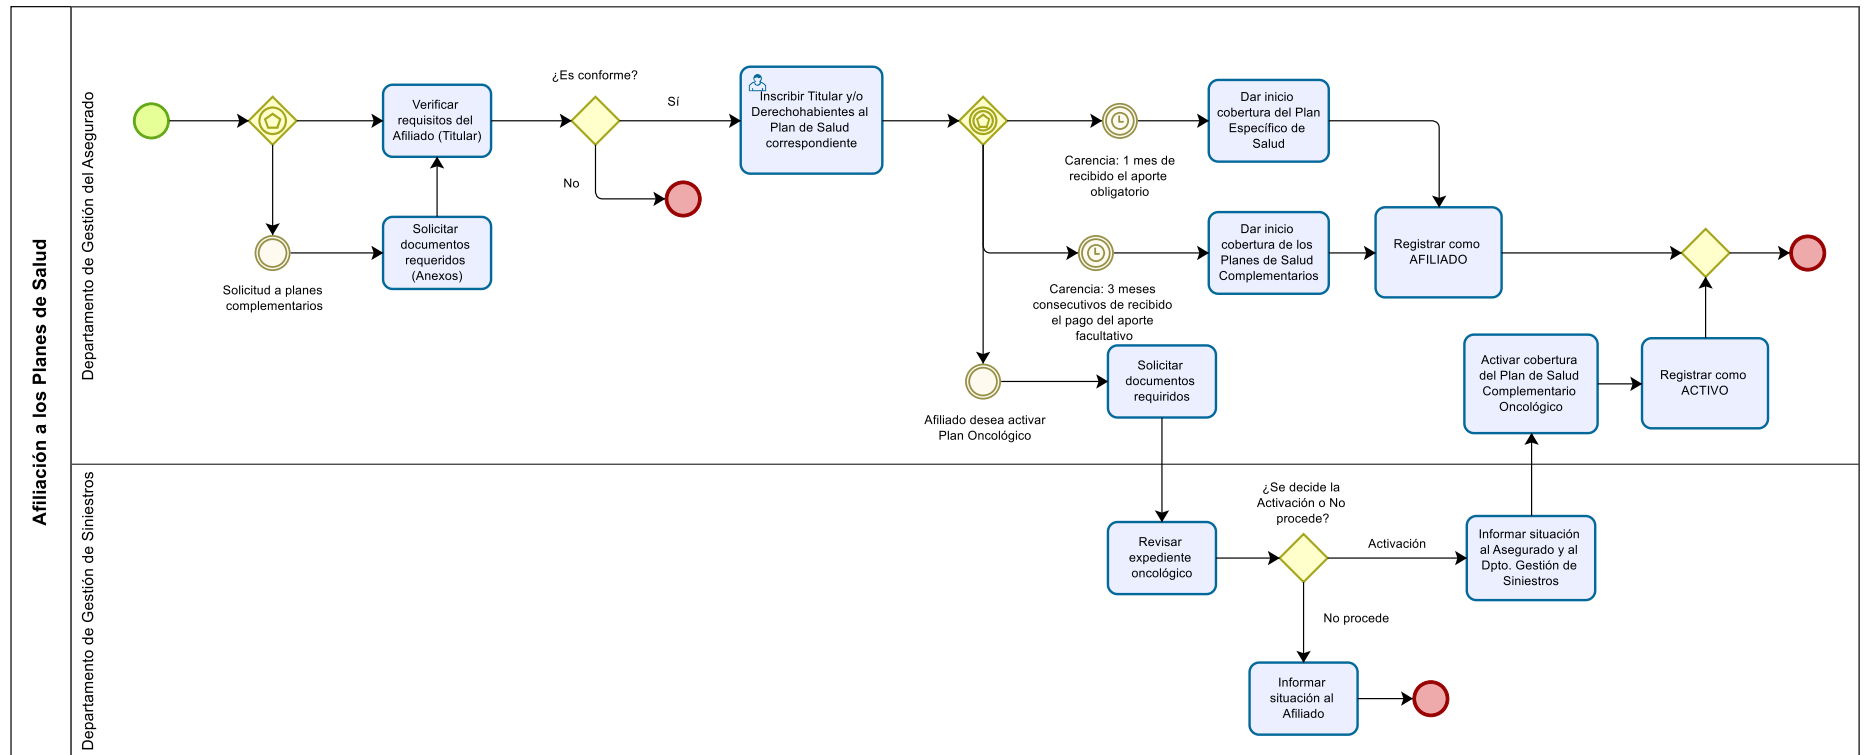 Afiliación a los Planes de Salud
Departamento de Gestión del Asegurado
Verificar
requisitos del
Afiliado (Titular)
¿Es conforme?
Sí
No
Inscribir Titular y/o
Derechohabientes al
Plan de Salud
correspondiente
Solicitud a planes
complementarios
Solicitar
documentos
requeridos
(Anexos)
Carencia: 1 mes de
recibido el aporte
obligatorio
Dar inicio
cobertura del Plan
Específico de
Salud
Carencia: 3 meses
consecutivos de recibido
el pago del aporte
facultativo
Dar inicio
cobertura de los
Planes de Salud
Complementarios
Registrar como
AFILIADO
Afiliado desea activar
Plan Oncológico
Solicitar
documentos
requiridos
Activar cobertura
del Plan de Salud
Complementario
Oncológico
Registrar como
ACTIVO
Departamento de Gestión de Siniestros
Revisar
expediente
oncológico
¿Se decide la
Activación o No
procede?
Activación
No procede
Informar situación
al Asegurado y al
Dpto. Gestión de
Siniestros
Informar
situación al
Afiliado